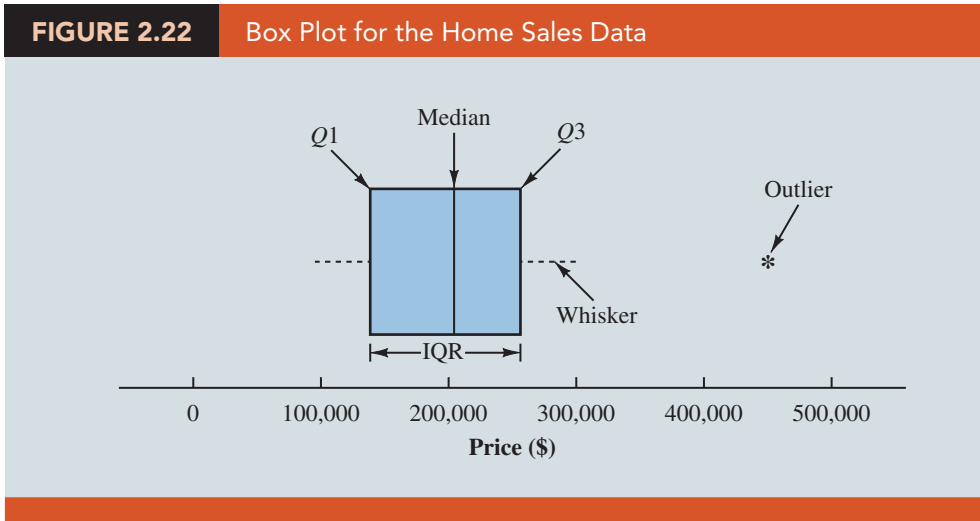 FIGURE 2.22 Box Plot for the Home Sales Data
Median
Q1
Q3
Outlier
*
Whisker
IQR
0 100,000 200,000 300,000 400,000 500,000
Price ($)